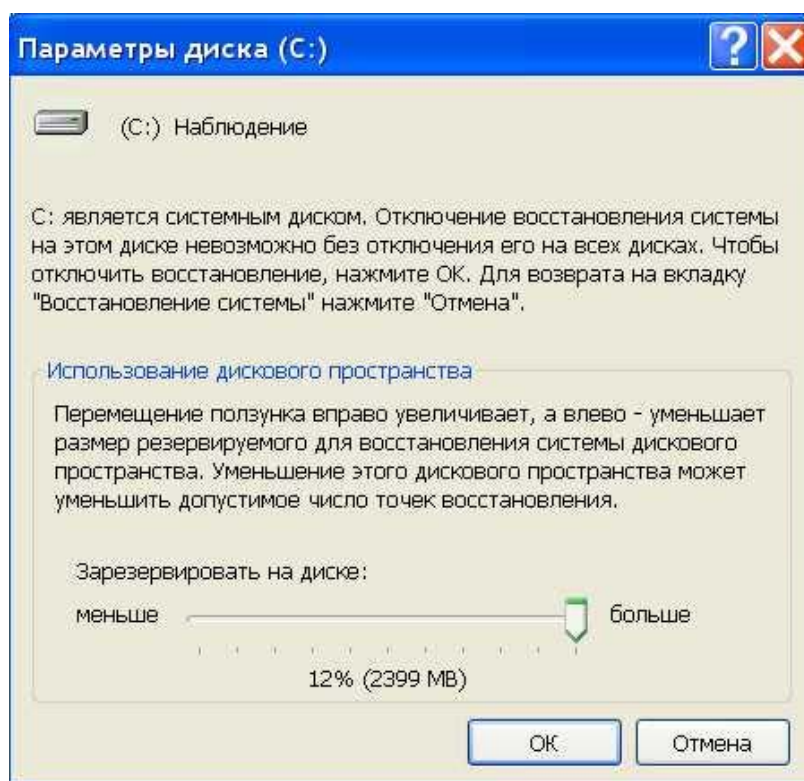 Параметры диска (C:)
(C:) Наблюдение
C: является системным диском. Отключение восстановления системы
на этом диске невозможно без отключения его на всех дисках. Чтобы
отключить восстановление, нажмите OK. Для возврата на вкладку
"Восстановление системы" нажмите "Отмена".
Использование дискового пространства
Перемещение ползунка вправо увеличивает, а влево - уменьшает
размер резервируемого для восстановления системы дискового
пространства. Уменьшение этого дискового пространства может
уменьшить допустимое число точек восстановления.
Зарезервировать на диске:
меньше больше
12% (2399 MB)
OK Отмена